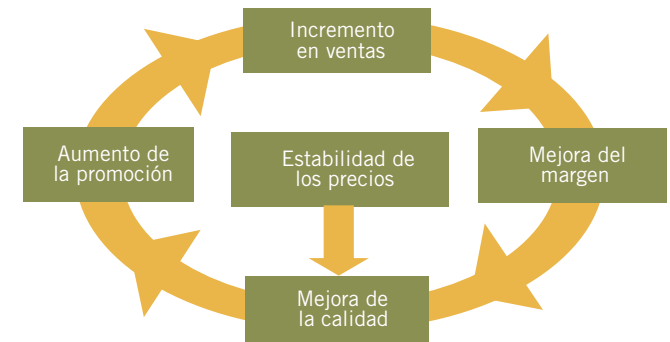 Incremento
en ventas
Aumento de
la promoción
Estabilidad de
los precios
Mejora del
margen
Mejora de
la calidad